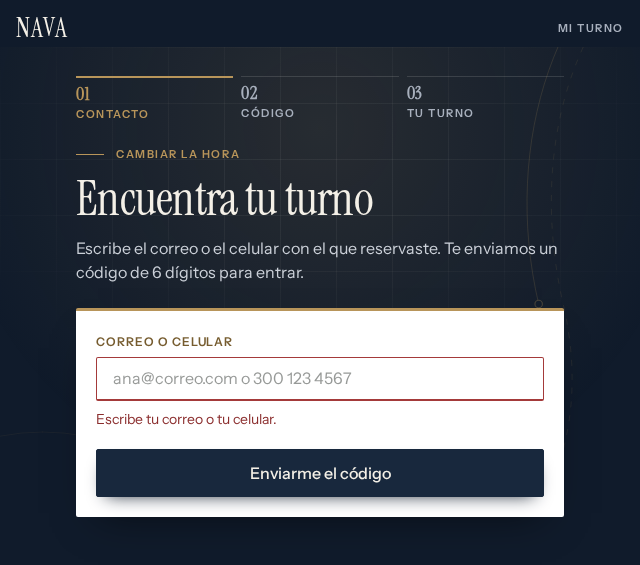 NAVA
MI TURNO
01
CONTACTO
02
CÓDIGO
03
TU TURNO
CAMBIAR LA HORA
Encuentra tu turno
Escribe el correo o el celular con el que reservaste. Te enviamos un
código de 6 dígitos para entrar.
CORREO O CELULAR
ana@correo.com o 300 123 4567
Escribe tu correo o tu celular.
Enviarme el código